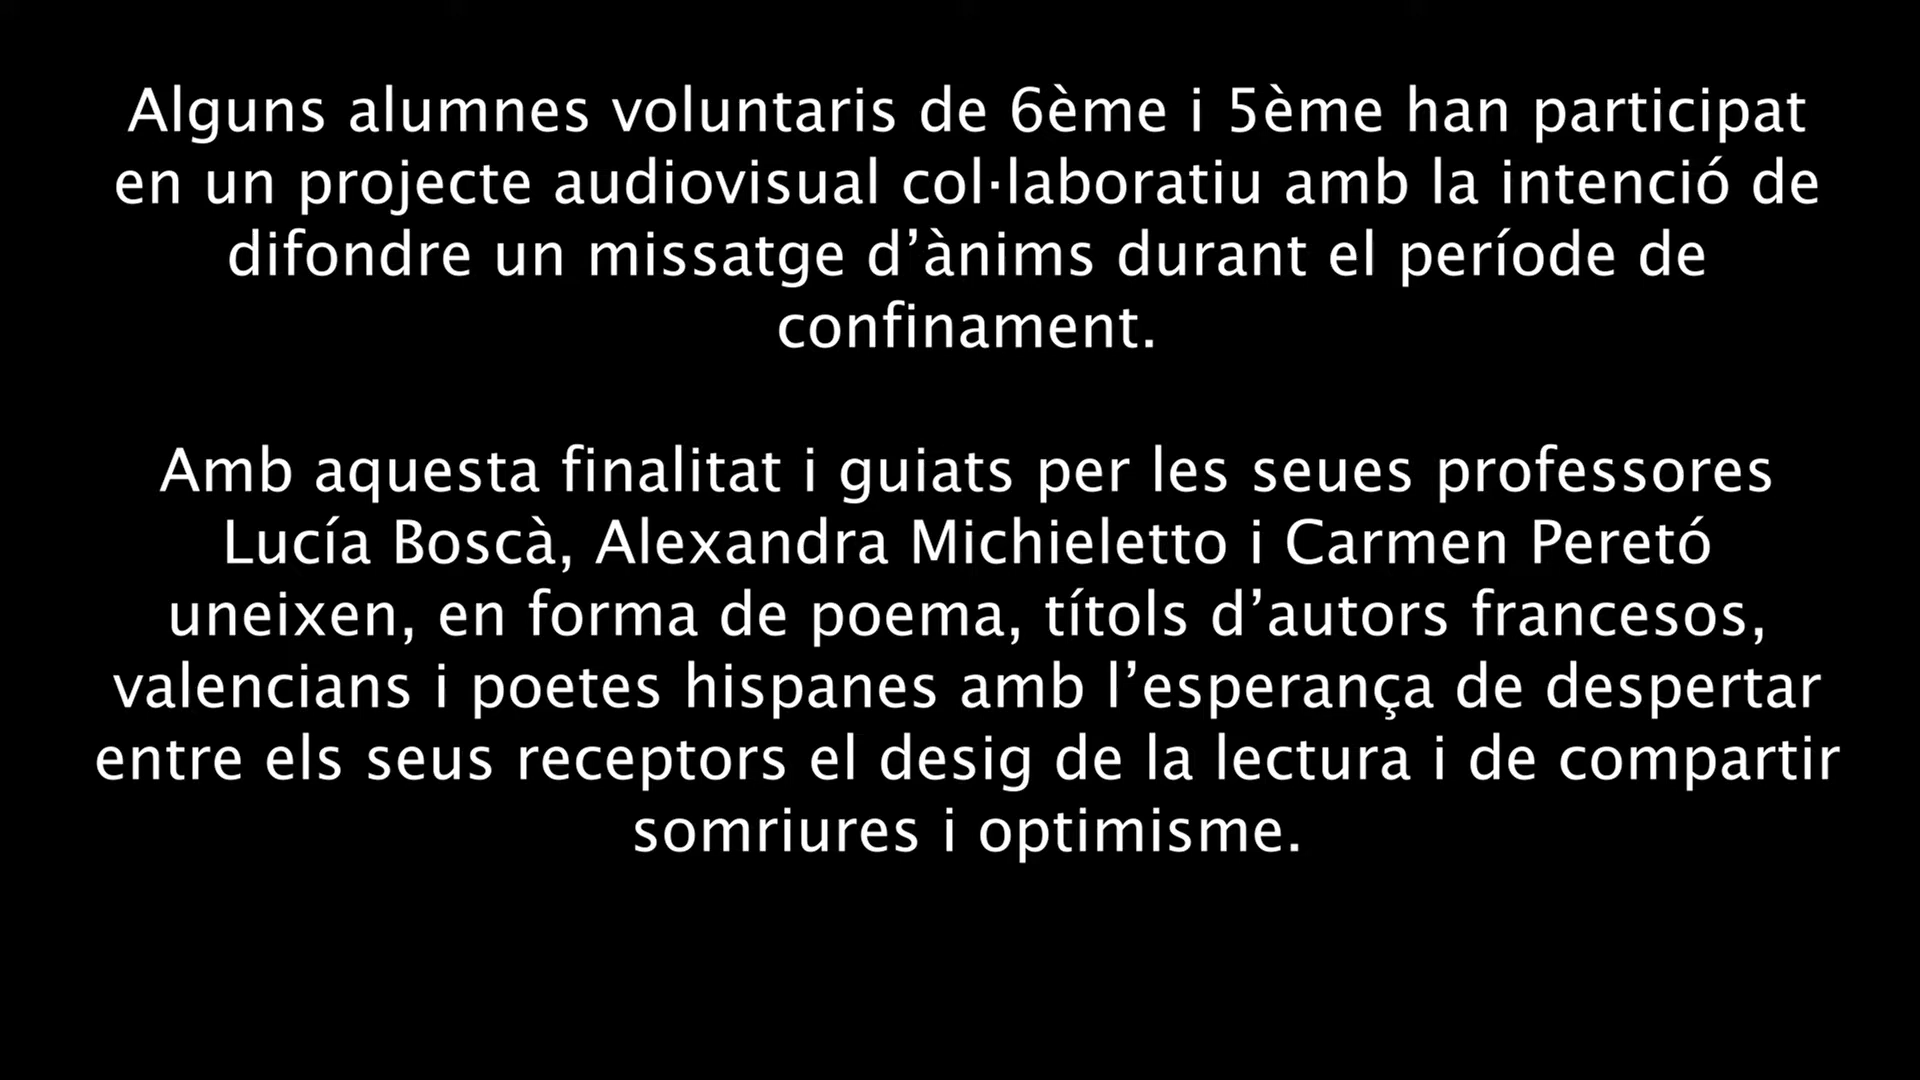 Alguns alumnes voluntaris de 6ème i 5ème han participat
en un projecte audiovisual col·laboratiu amb la intenció de
difondre un missatge d’ànims durant el període de
confinament.
Amb aquesta finalitat i guiats per les seues professores
Lucía Boscà, Alexandra Michieletto i Carmen Peretó
uneixen, en forma de poema, títols d’autors francesos,
valencians i poetes hispanes amb l’esperança de despertar
entre els seus receptors el desig de la lectura i de compartir
somriures i optimisme.